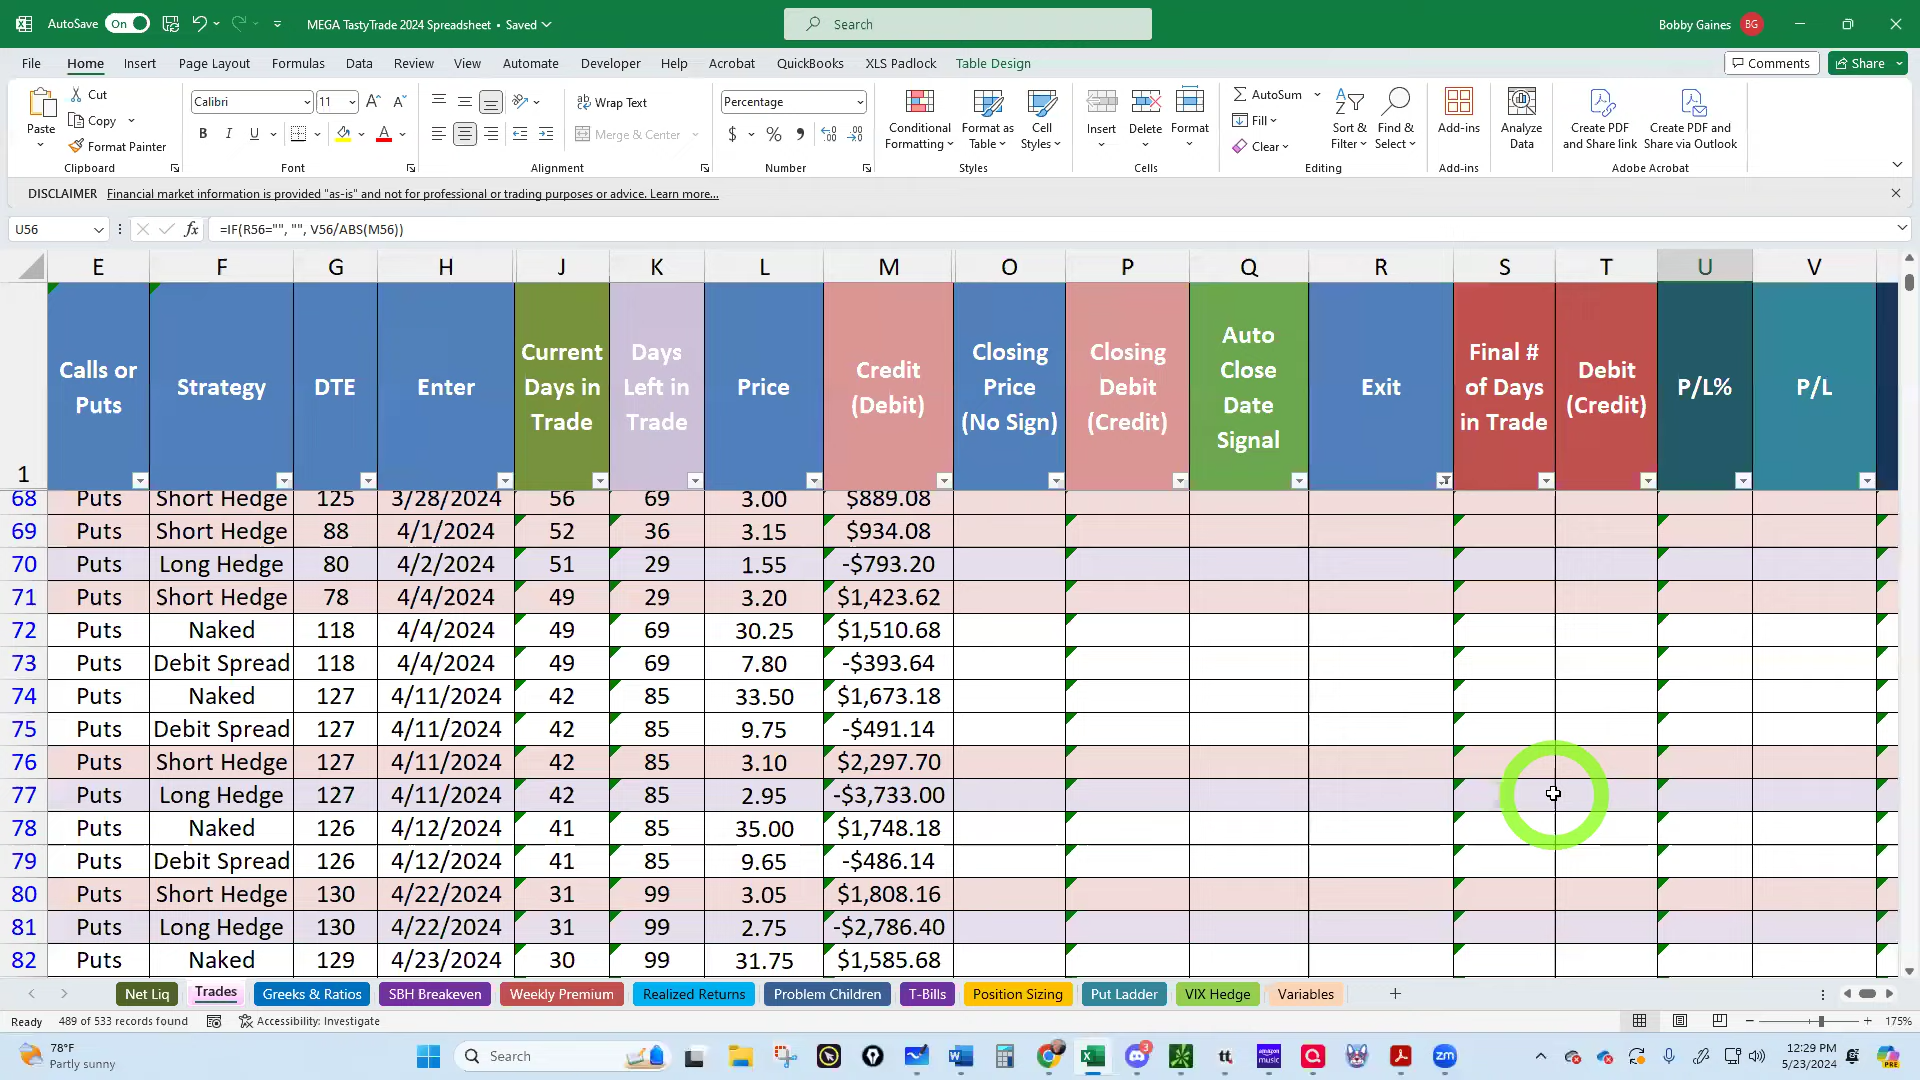 AutoSave On MEGA TastyTrade 2024 Spreadsheet • Saved Search Bobby Gaines BG
File Home Insert Page Layout Formulas Data Review View Automate Developer Help Acrobat QuickBooks XLS Padlock Table Design Comments Share
Paste Cut Copy Format Painter Clipboard
Calibri 11 B I U Font
Wrap Text Merge & Center Alignment
Percentage $ % , Number
Conditional Formatting Format as Table Cell Styles Styles
Insert Delete Format Cells
AutoSum Fill Clear Sort & Filter Find & Select Editing
Add-ins Add-ins
Analyze Data
Create PDF and Share link Create PDF and Share via Outlook Adobe Acrobat
DISCLAIMER Financial market information is provided "as-is" and not for professional or trading purposes or advice. Learn more...
U56 fx =IF(R56="", "", V56/ABS(M56))
E F G H J K L M O P Q R S T U V
1 Calls or Puts Strategy DTE Enter Current Days in Trade Days Left in Trade Price Credit (Debit) Closing Price (No Sign) Closing Debit (Credit) Auto Close Date Signal Exit Final # of Days in Trade Debit (Credit) P/L% P/L
68 Puts Short Hedge 125 3/28/2024 56 69 3.00 $889.08
69 Puts Short Hedge 88 4/1/2024 52 36 3.15 $934.08
70 Puts Long Hedge 80 4/2/2024 51 29 1.55 -$793.20
71 Puts Short Hedge 78 4/4/2024 49 29 3.20 $1,423.62
72 Puts Naked 118 4/4/2024 49 69 30.25 $1,510.68
73 Puts Debit Spread 118 4/4/2024 49 69 7.80 -$393.64
74 Puts Naked 127 4/11/2024 42 85 33.50 $1,673.18
75 Puts Debit Spread 127 4/11/2024 42 85 9.75 -$491.14
76 Puts Short Hedge 127 4/11/2024 42 85 3.10 $2,297.70
77 Puts Long Hedge 127 4/11/2024 42 85 2.95 -$3,733.00
78 Puts Naked 126 4/12/2024 41 85 35.00 $1,748.18
79 Puts Debit Spread 126 4/12/2024 41 85 9.65 -$486.14
80 Puts Short Hedge 130 4/22/2024 31 99 3.05 $1,808.16
81 Puts Long Hedge 130 4/22/2024 31 99 2.75 -$2,786.40
82 Puts Naked 129 4/23/2024 30 99 31.75 $1,585.68
Net Liq Trades Greeks & Ratios SBH Breakeven Weekly Premium Realized Returns Problem Children T-Bills Position Sizing Put Ladder VIX Hedge Variables
Ready 489 of 533 records found Accessibility: Investigate 175%
78°F Search 3 tt amazon music zm 12:29 PM
Partly sunny 5/23/2024 PRE